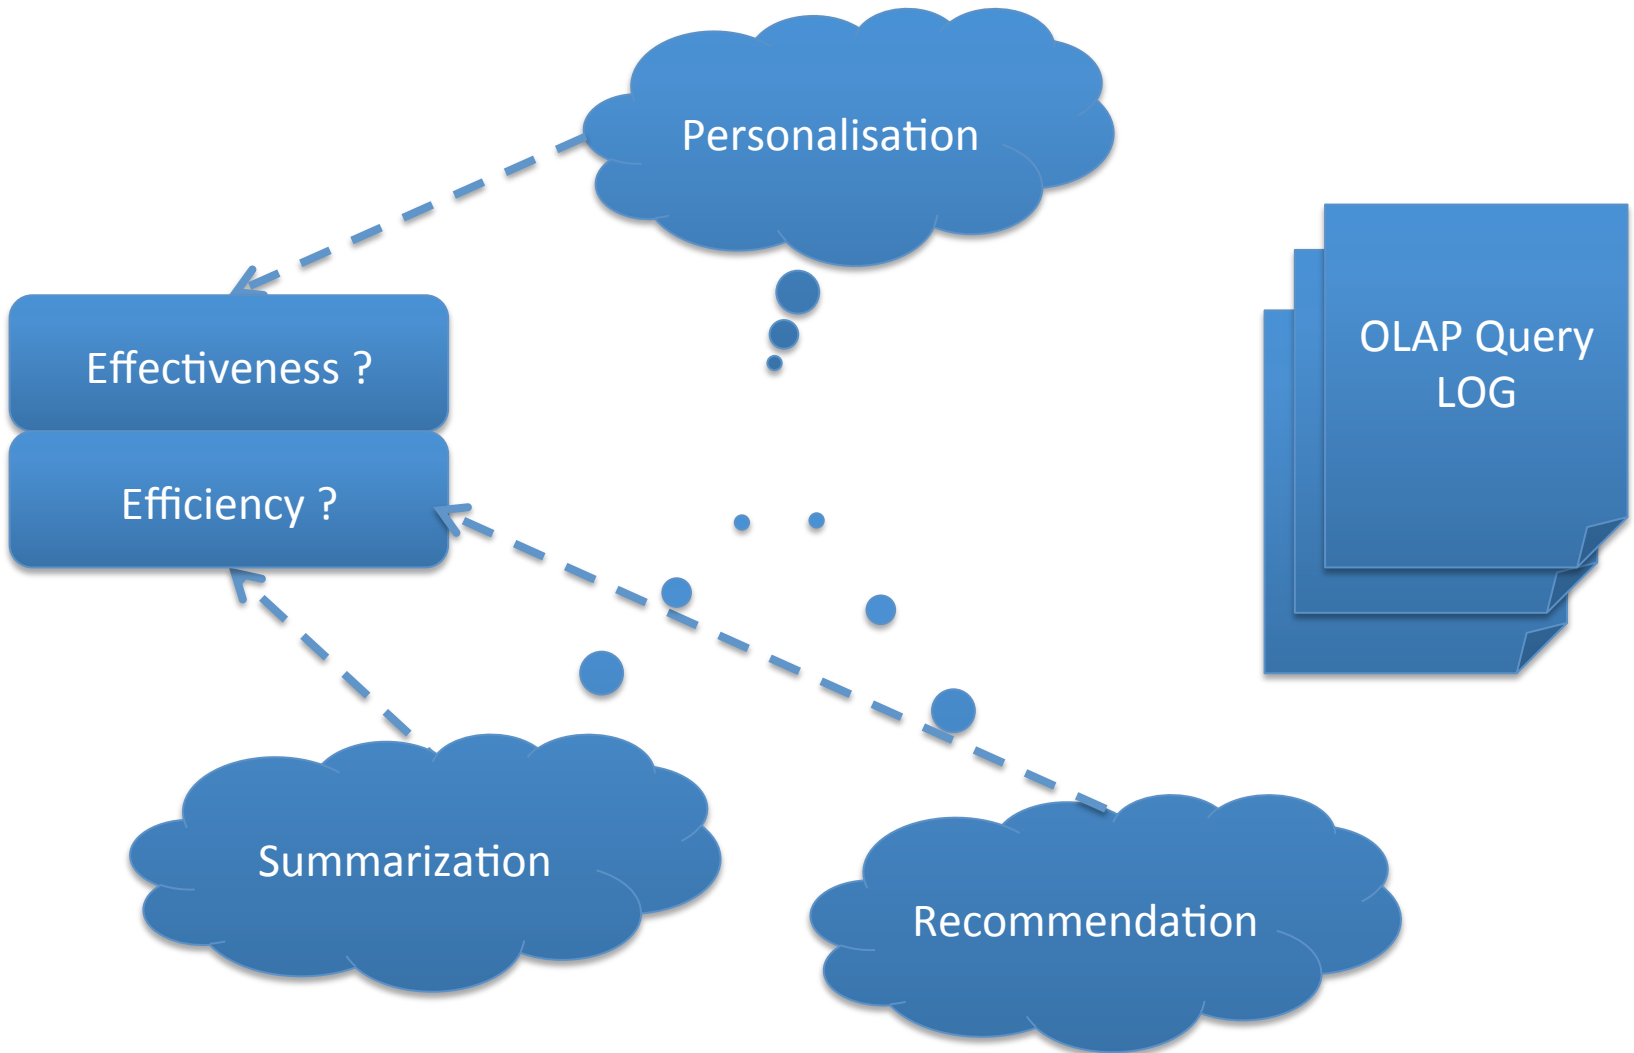 Personalisation
Effectiveness ?
Efficiency ?
OLAP Query
LOG
Summarization
Recommendation